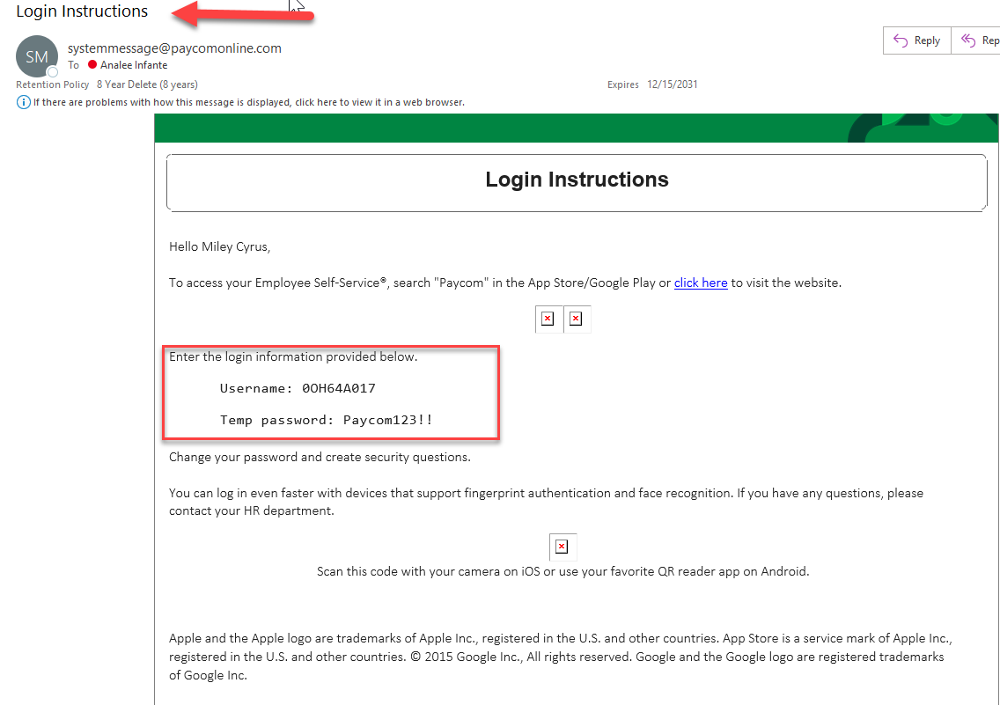 Login Instructions
SM
systemmessage@paycomonline.com
Reply
Rep
To Analee Infante
Retention Policy 8 Year Delete (8 years)
Expires 12/15/2031
If there are problems with how this message is displayed, click here to view it in a web browser.
Login Instructions
Hello Miley Cyrus,
To access your Employee Self-Service®, search "Paycom" in the App Store/Google Play or click here to visit the website.
Enter the login information provided below.
Username: 0OH64A017
Temp password: Paycom123!!
Change your password and create security questions.
You can log in even faster with devices that support fingerprint authentication and face recognition. If you have any questions, please
contact your HR department.
Scan this code with your camera on iOS or use your favorite QR reader app on Android.
Apple and the Apple logo are trademarks of Apple Inc., registered in the U.S. and other countries. App Store is a service mark of Apple Inc.,
registered in the U.S. and other countries. © 2015 Google Inc., All rights reserved. Google and the Google logo are registered trademarks
of Google Inc.